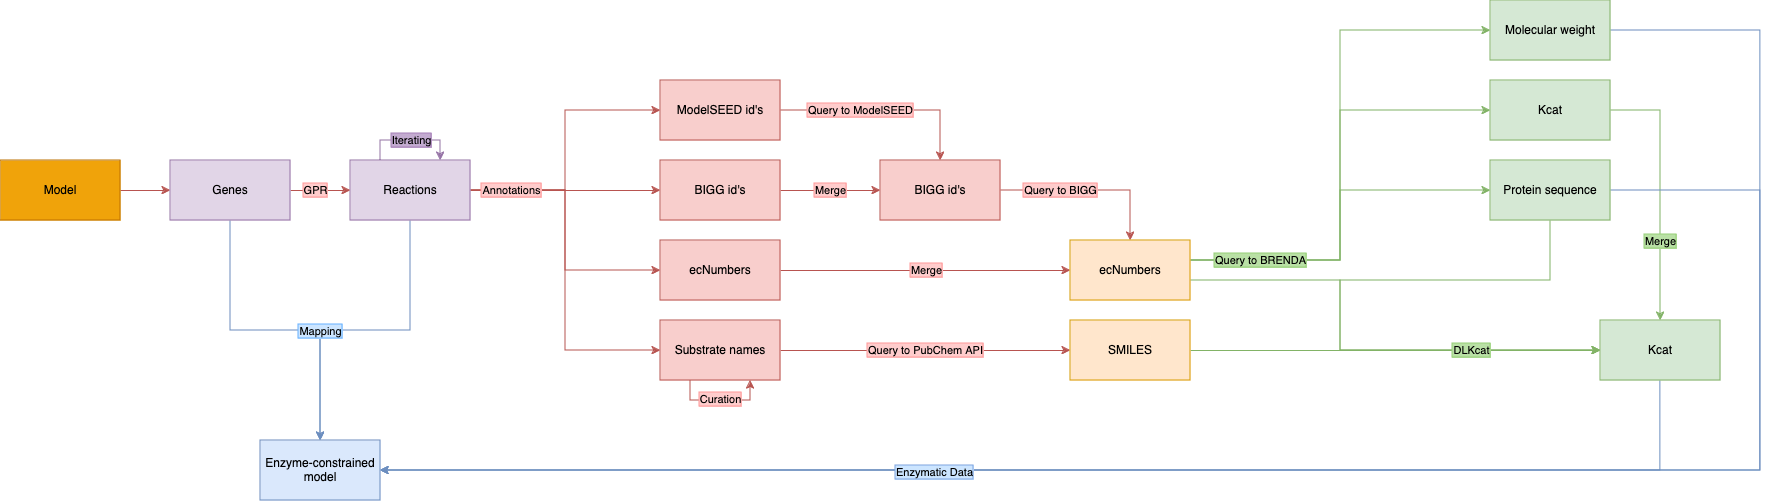 Molecular weight
ModelSEED id's
Query to ModelSEED
Kcat
Iterating
Model
Genes
GPR
Reactions
Annotations
BIGG id's
Merge
BIGG id's
Query to BIGG
Protein sequence
Merge
ecNumbers
Merge
ecNumbers
Query to BRENDA
Mapping
Substrate names
Query to PubChem API
SMILES
DLKcat
Kcat
Curation
Enzyme-constrained
model
Enzymatic Data